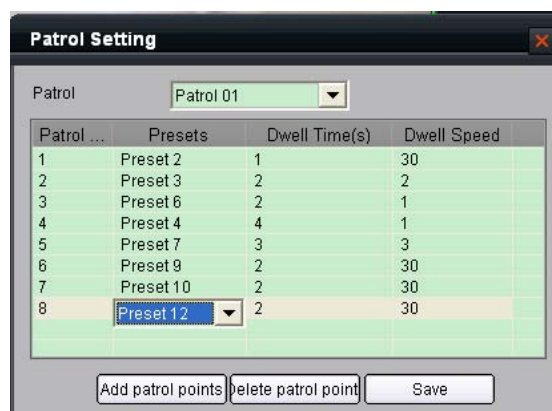 Patrol Setting
Patrol Patrol 01
Patrol ... Presets Dwell Time(s) Dwell Speed
1 Preset 2 1 30
2 Preset 3 2 2
3 Preset 6 2 1
4 Preset 4 4 1
5 Preset 7 3 3
6 Preset 9 2 30
7 Preset 10 2 30
8 Preset 12 2 30
Add patrol points Delete patrol point Save